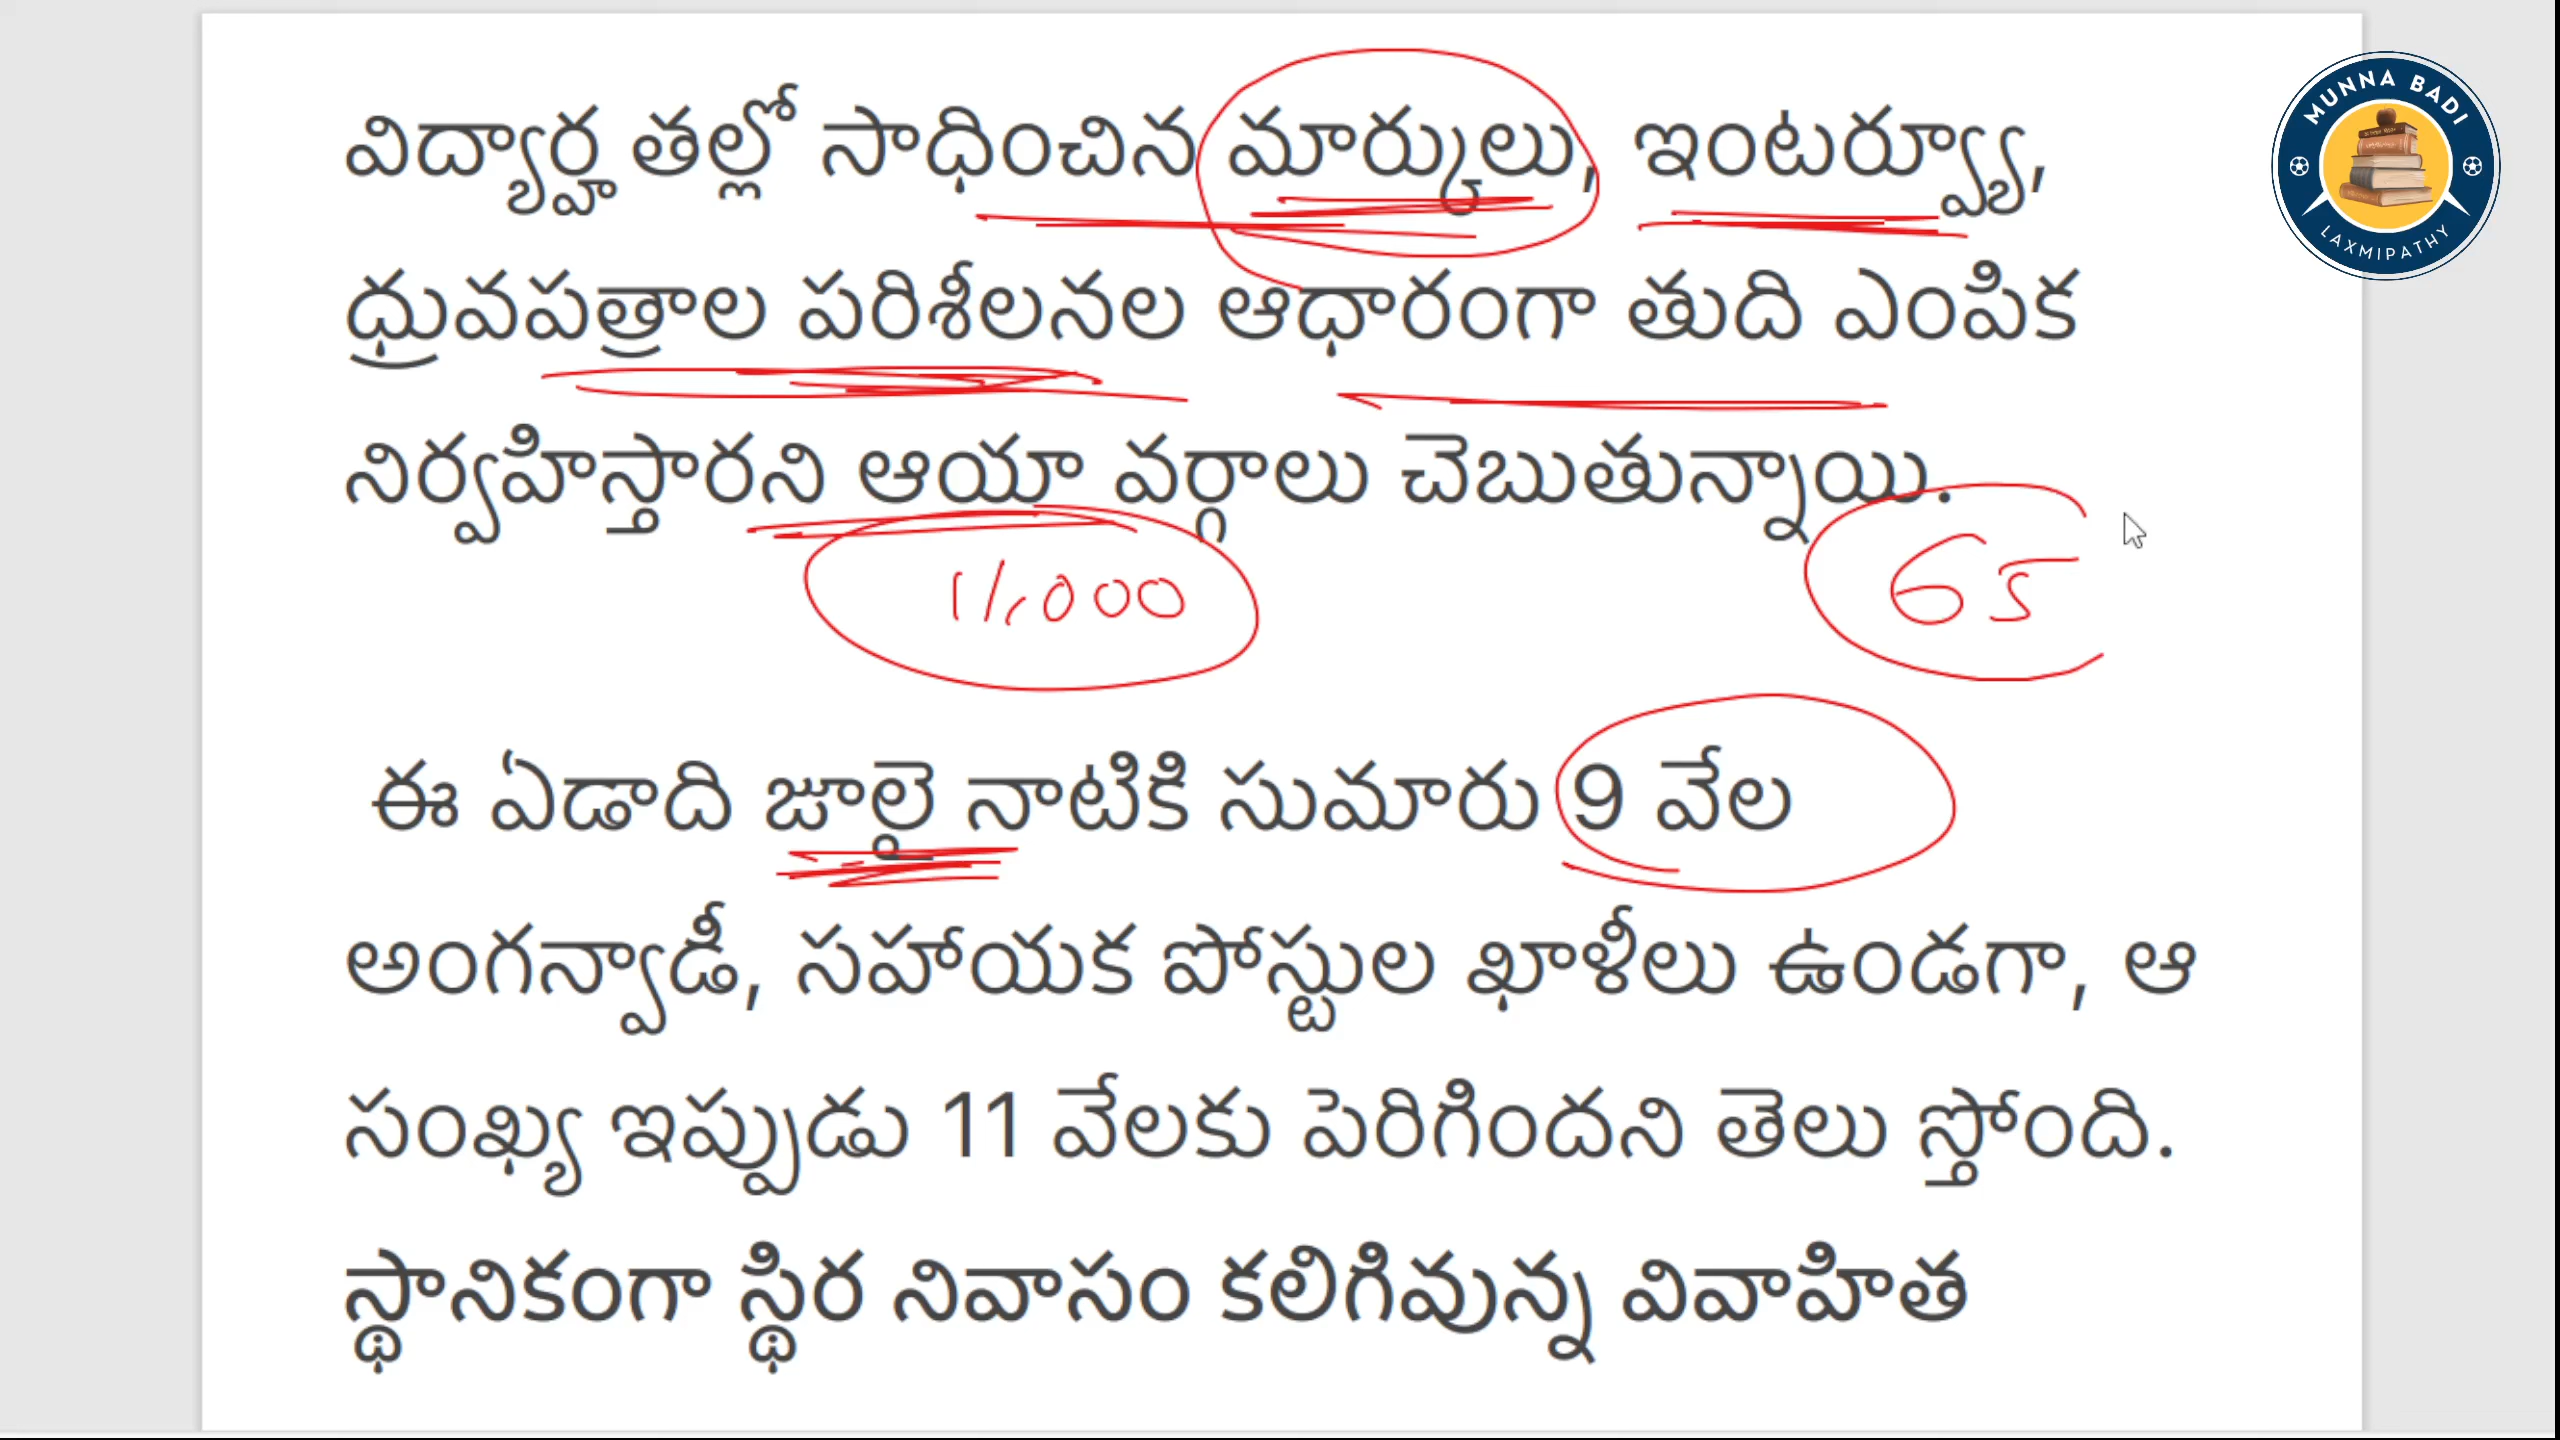 విద్యార్హ తల్లో సాధించిన మార్కులు, ఇంటర్వ్యూ,
ధ్రువపత్రాల పరిశీలనల ఆధారంగా తుది ఎంపిక
నిర్వహిస్తారని ఆయా వర్గాలు చెబుతున్నాయి.
11,000
65
ఈ ఏడాది జూలై నాటికి సుమారు 9 వేల
అంగన్వాడీ, సహాయక పోస్టుల ఖాళీలు ఉండగా, ఆ
సంఖ్య ఇప్పుడు 11 వేలకు పెరిగిందని తెలు స్తోంది.
స్థానికంగా స్థిర నివాసం కలిగివున్న వివాహిత
MUNNA BADI
LAXMIPATHY